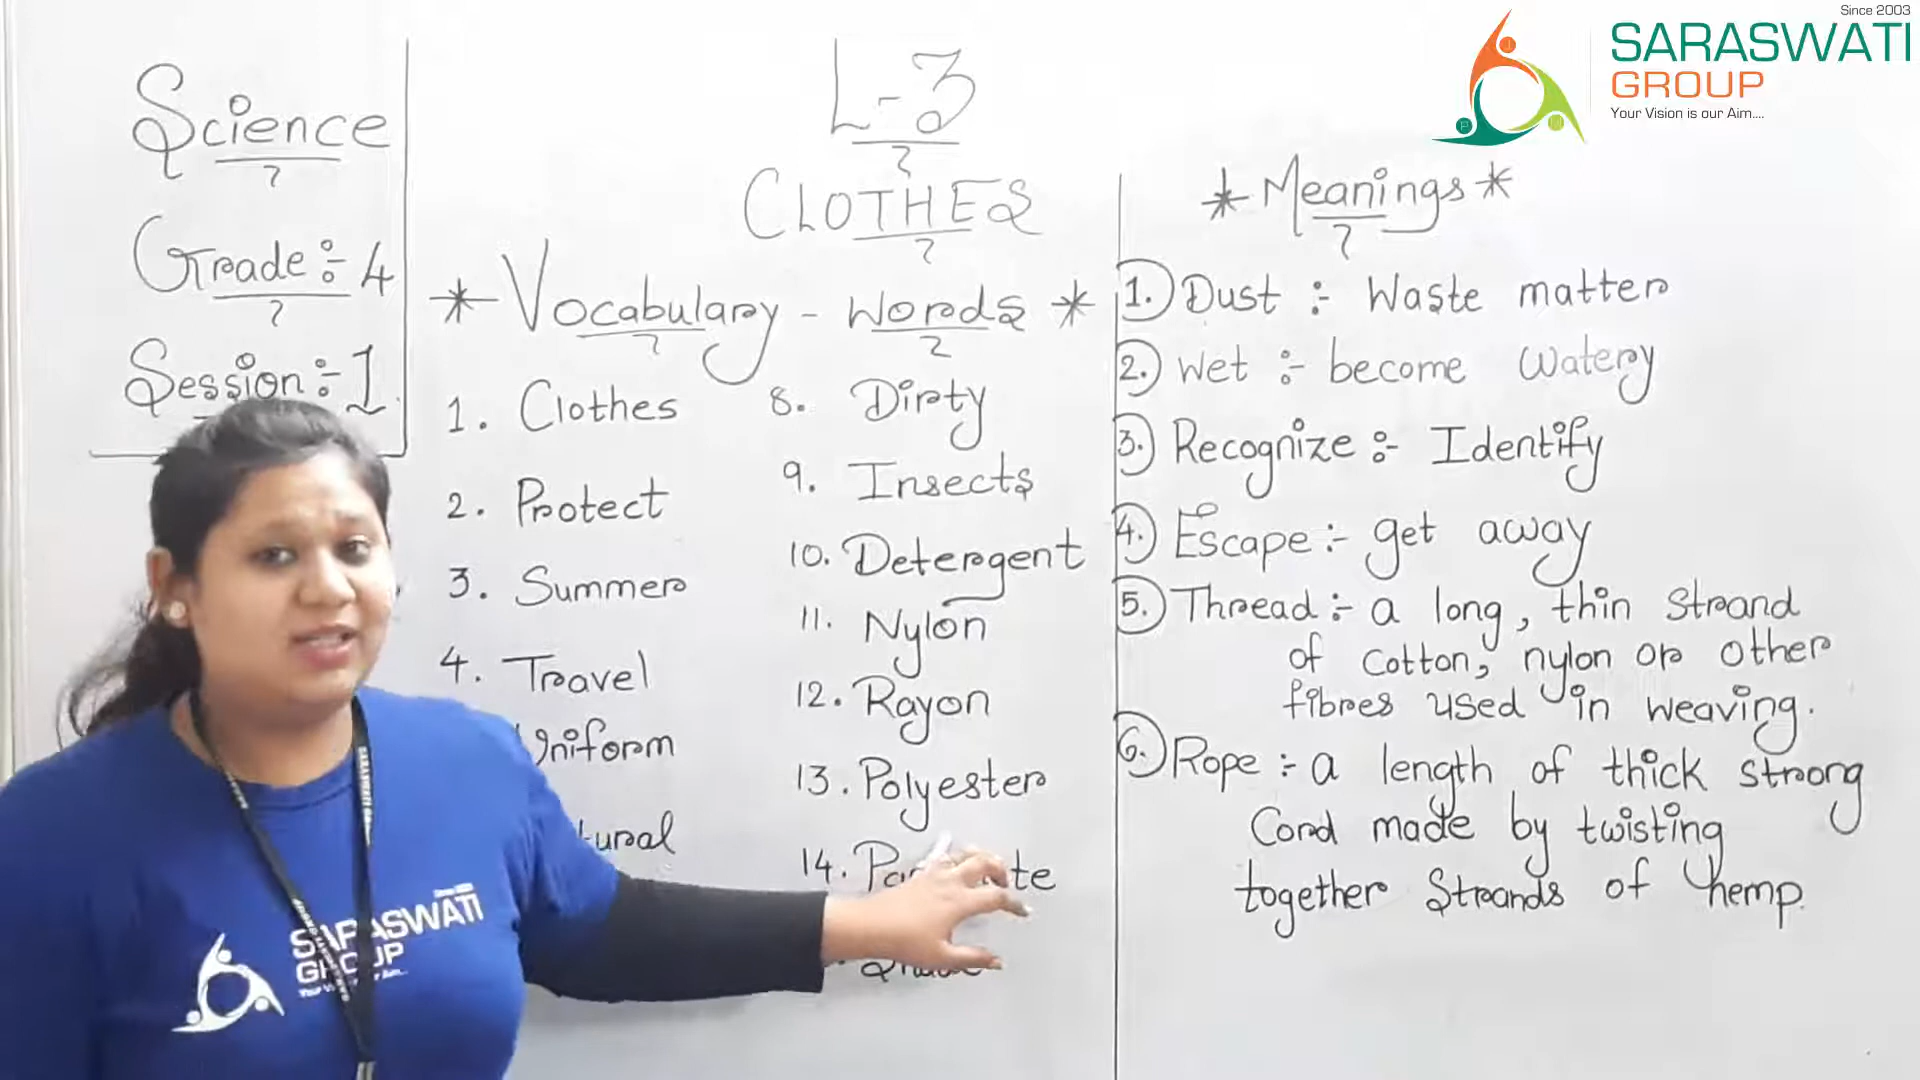 Since 2003
SARASWATI
GROUP
Your Vision is our Aim....
Science
Grade:- 4
Session:- 1
L-3
CLOTHES
* Vocabulary - Words *
1. Clothes
2. Protect
3. Summer
4. Travel
Uniform
8. Dirty
9. Insects
10. Detergent
11. Nylon
12. Rayon
13. Polyester
14.
* Meanings *
1. Dust :- Waste matter
2. Wet :- become Watery
3. Recognize :- Identify
4. Escape :- get away
5. Thread :- a long, thin strand
of cotton, nylon or other
fibres used in weaving.
6. Rope :- a length of thick strong
Cord made by twisting
together Strands of hemp.
SARASWATI
GROUP